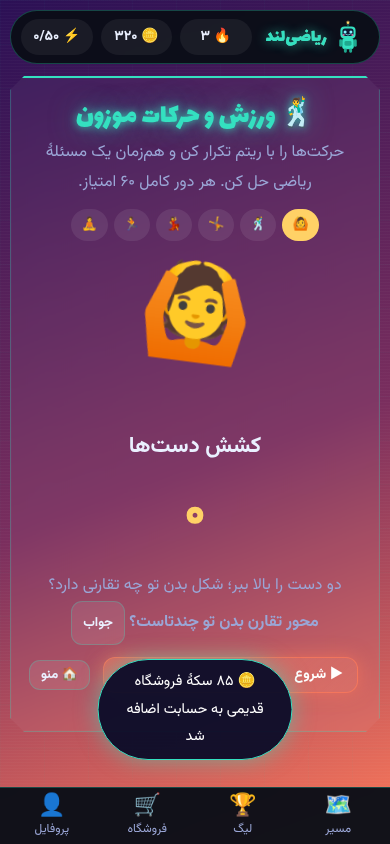 ریاضی‌لند 🔥 ۳ 🪙 ۳۲۰ ⚡ ۰/۵۰
ورزش و حرکات موزون
حرکت‌ها را با ریتم تکرار کن و هم‌زمان یک مسئلهٔ
ریاضی حل کن. هر دور کامل ۶۰ امتیاز.
کشش دست‌ها
دو دست را بالا ببر؛ شکل بدن تو چه تقارنی دارد؟
محور تقارن بدن تو چندتاست؟ جواب
▶ شروع
🏠 منو
🪙 ۸۵ سکهٔ فروشگاه
قدیمی به حسابت اضافه
شد
مسیر لیگ فروشگاه پروفایل